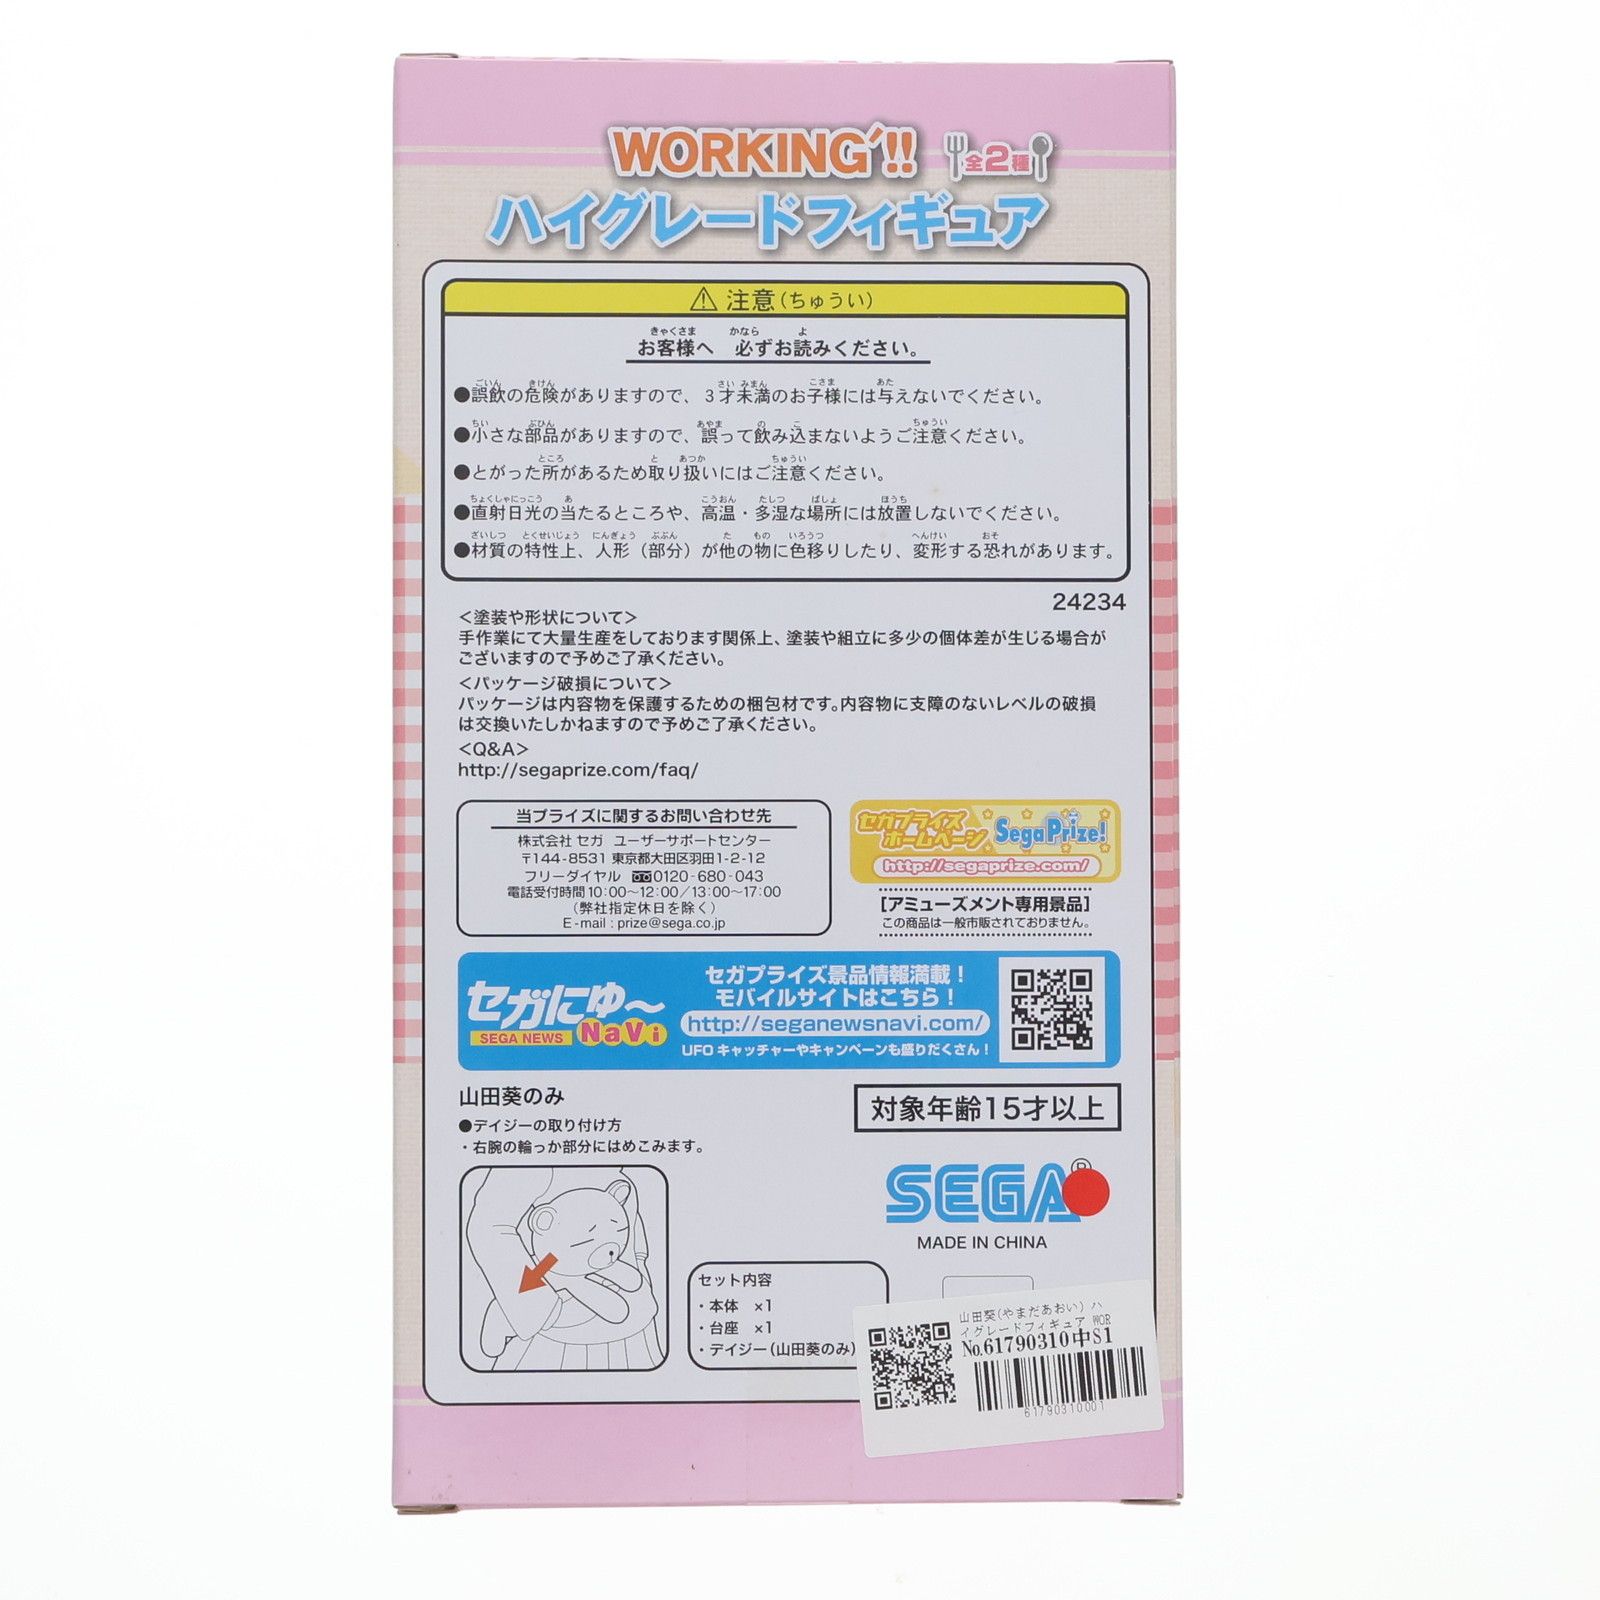 WORKING'!!
全2種
ハイグレードフィギュア
⚠ 注意(ちゅうい)
お客様へ 必ずお読みください。
●誤飲の危険がありますので、3才未満のお子様には与えないでください。
●小さな部品がありますので、誤って飲み込まないようご注意ください。
●とがった所があるため取り扱いにはご注意ください。
●直射日光の当たるところや、高温・多湿な場所には放置しないでください。
●材質の特性上、人形(部分)が他の物に色移りしたり、変形する恐れがあります。
24234
<塗装や形状について>
手作業にて大量生産をしております関係上、塗装や組立に多少の個体差が生じる場合が
ございますので予めご了承ください。
<パッケージ破損について>
パッケージは内容物を保護するための梱包材です。内容物に支障のないレベルの破損
は交換いたしかねますので予めご了承ください。
<Q&A>
http://segaprize.com/faq/
当プライズに関するお問い合わせ先
株式会社 セガ ユーザーサポートセンター
〒144-8531 東京都大田区羽田1-2-12
フリーダイヤル 0120-680-043
電話受付時間10:00〜12:00/13:00〜17:00
(弊社指定休日を除く)
E-mail : prize@sega.co.jp
セガプライズ
ホームページ
SegaPrize!
http://segaprize.com/
[アミューズメント専用景品]
この商品は一般市販されておりません。
セガにゅ〜
SEGA NEWS NaVi
セガプライズ景品情報満載!
モバイルサイトはこちら!
http://seganewsnavi.com/
UFOキャッチャーやキャンペーンも盛りだくさん!
山田葵のみ
●デイジーの取り付け方
・右腕の輪っか部分にはめこみます。
対象年齢15才以上
SEGA®
MADE IN CHINA
セット内容
・本体 ×1
・台座 ×1
・デイジー(山田葵のみ)
山田葵(やまだあおい) ハ
イグレードフィギュア WOR
No.61790310中S1
61790310001